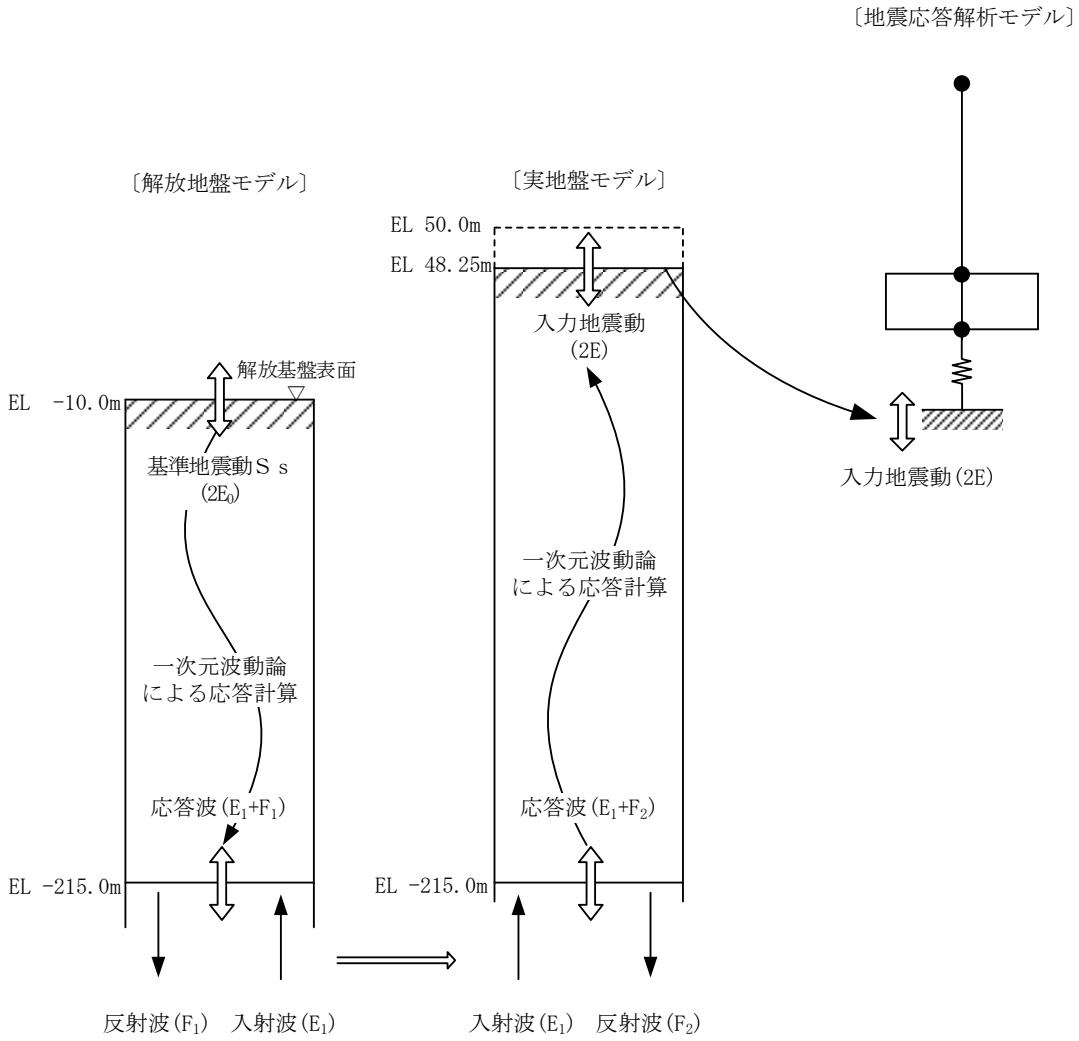 〔地震応答解析モデル〕
〔解放地盤モデル〕
〔実地盤モデル〕
EL 50.0m
EL 48.25m
入力地震動
(2E)
解放基盤表面
EL -10.0m
基準地震動Ｓｓ
(2E₀)
入力地震動(2E)
一次元波動論
による応答計算
一次元波動論
による応答計算
応答波(E₁+F₁)
応答波(E₁+F₂)
EL -215.0m
EL -215.0m
反射波(F₁) 入射波(E₁)
入射波(E₁) 反射波(F₂)